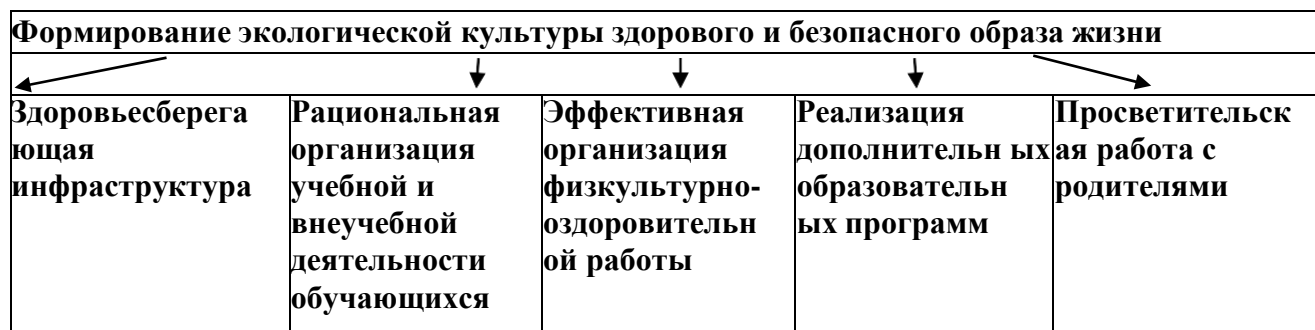 Формирование экологической культуры здорового и безопасного образа жизни
Здоровьесберега
ющая
инфраструктура
Рациональная
организация
учебной и
внеучебной
деятельности
обучающихся
Эффективная
организация
физкультурно-
оздоровительн
ой работы
Реализация
дополнительн ых
образовательн
ых программ
Просветительск
ая работа с
родителями